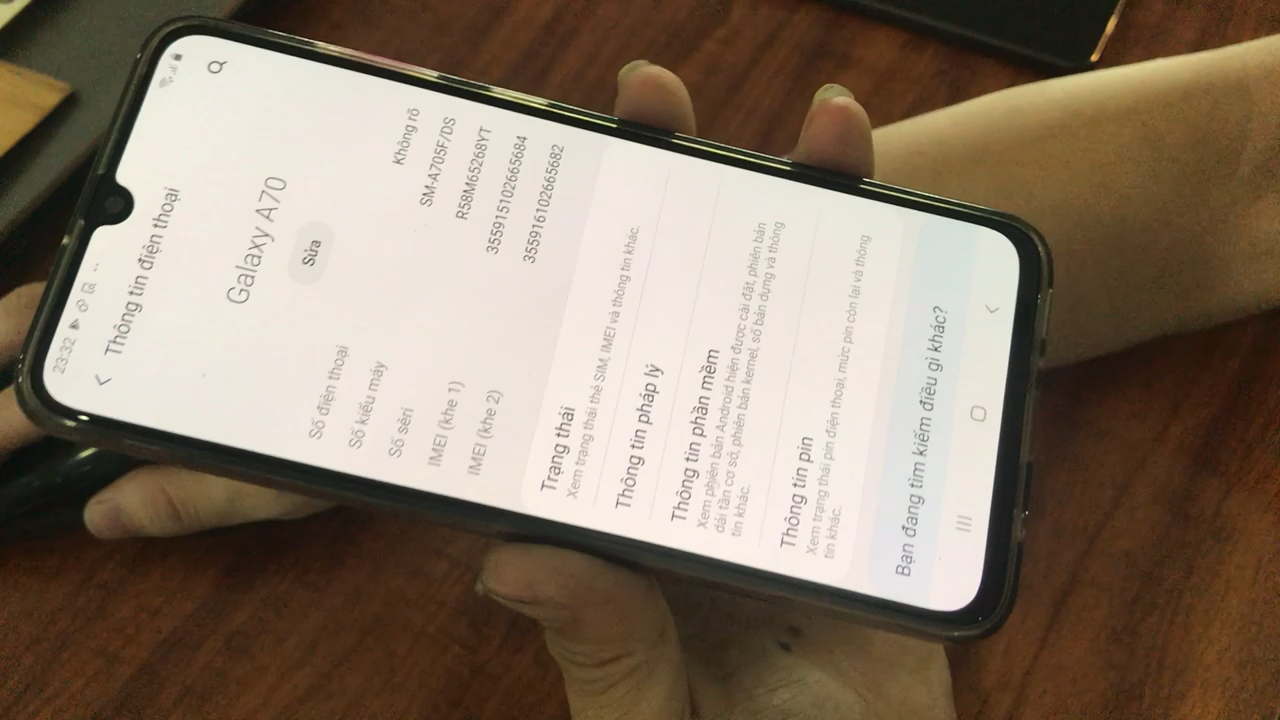 23:32
Thông tin điện thoại
Galaxy A70
Sửa
Số điện thoại Không rõ
Số kiểu máy SM-A705F/DS
Số sêri R58M65268YT
IMEI (khe 1) 355915102665684
IMEI (khe 2) 355916102665682
Trạng thái
Xem trạng thái thẻ SIM, IMEI và thông tin khác.
Thông tin pháp lý
Thông tin phần mềm
Xem phiên bản Android hiện được cài đặt, phiên bản
dải tần cơ sở, phiên bản kernel, số bản dựng và thông
tin khác.
Thông tin pin
Xem trạng thái pin điện thoại, mức pin còn lại và thông
tin khác.
Bạn đang tìm kiếm điều gì khác?